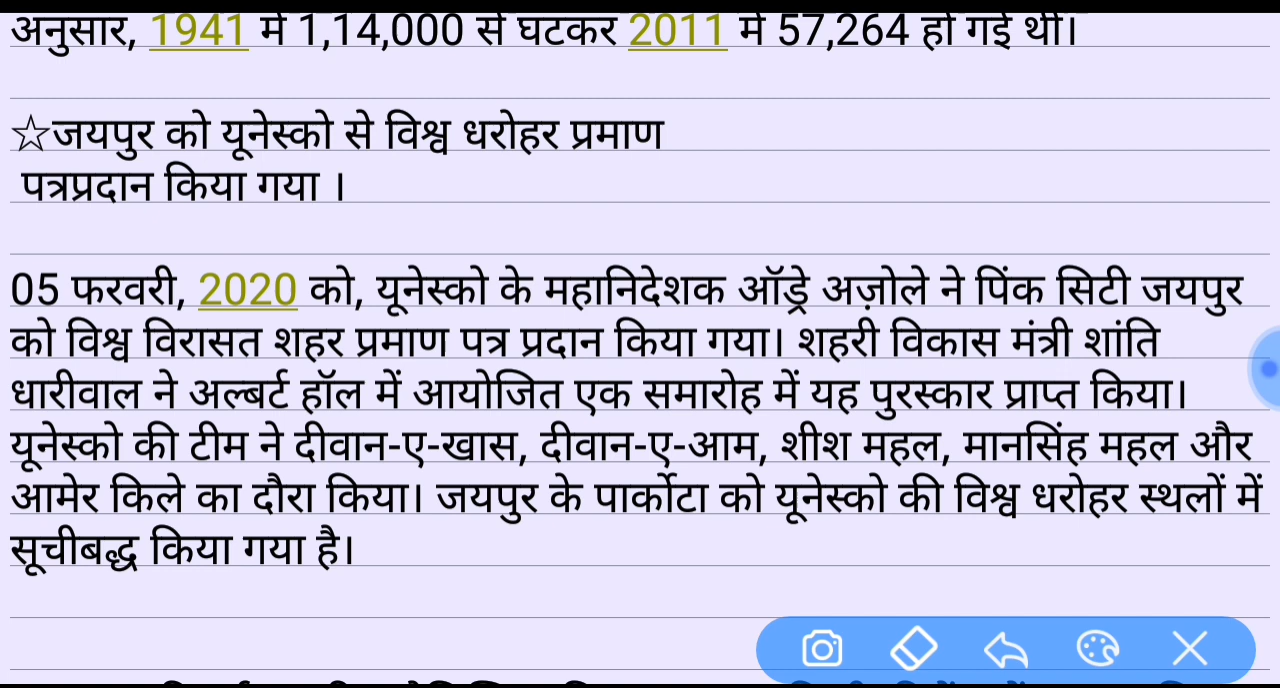 अनुसार, 1941 में 1,14,000 से घटकर 2011 में 57,264 हो गई थी।
☆जयपुर को यूनेस्को से विश्व धरोहर प्रमाण
पत्रप्रदान किया गया ।
05 फरवरी, 2020 को, यूनेस्को के महानिदेशक ऑड्रे अज़ोले ने पिंक सिटी जयपुर
को विश्व विरासत शहर प्रमाण पत्र प्रदान किया गया। शहरी विकास मंत्री शांति
धारीवाल ने अल्बर्ट हॉल में आयोजित एक समारोह में यह पुरस्कार प्राप्त किया।
यूनेस्को की टीम ने दीवान-ए-खास, दीवान-ए-आम, शीश महल, मानसिंह महल और
आमेर किले का दौरा किया। जयपुर के पार्कोटा को यूनेस्को की विश्व धरोहर स्थलों में
सूचीबद्ध किया गया है।